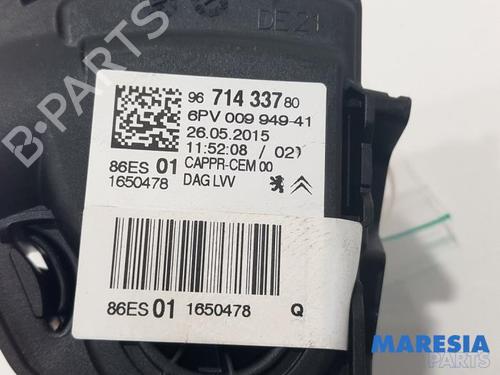 DE21
B-PARTS
96 714 337 80
6PV 009 949-41
26.05.2015
11:52:08 / 021
86ES 01 CAPPR-CEM 00
1650478 DAG LVV
86ES 01 1650478 Q
MARESIA
PARTS